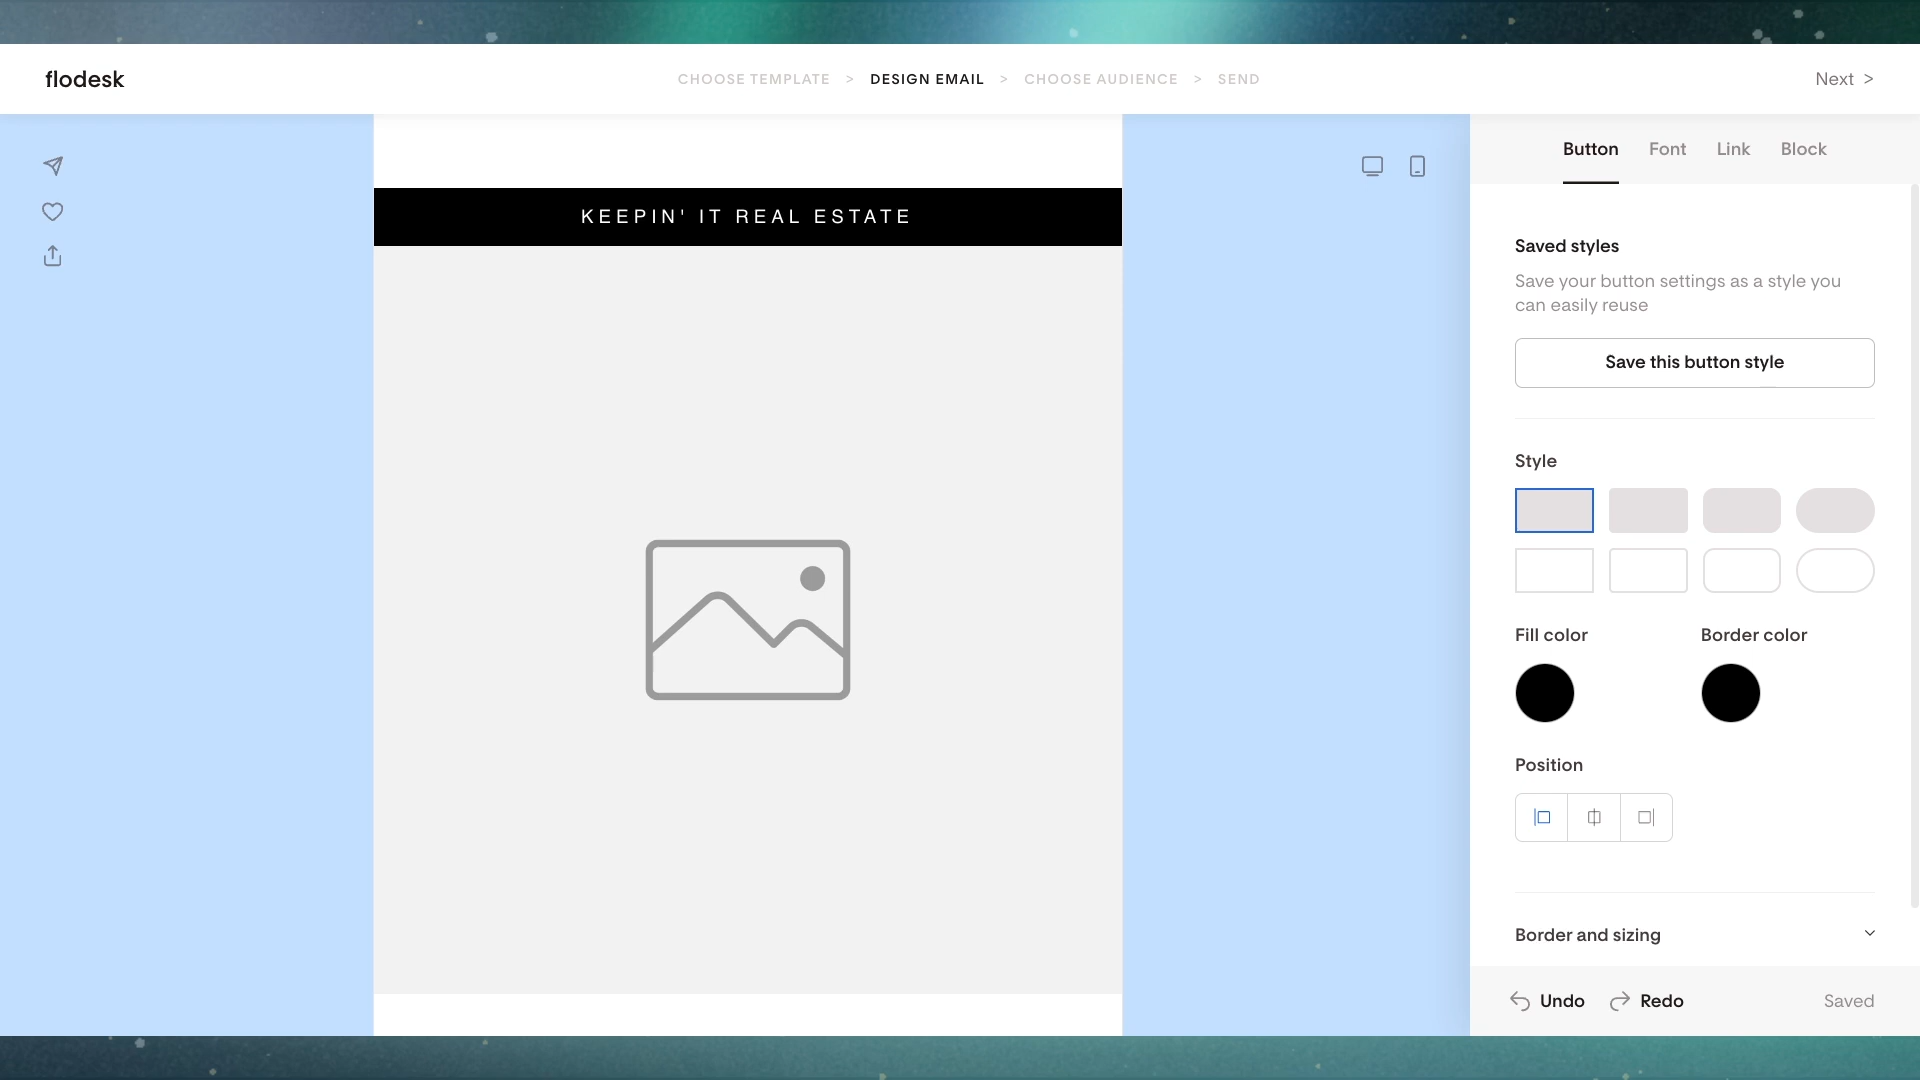 flodesk
CHOOSE TEMPLATE > DESIGN EMAIL > CHOOSE AUDIENCE > SEND
Next >
Button Font Link Block
KEEPIN' IT REAL ESTATE
Saved styles
Save your button settings as a style you
can easily reuse
Save this button style
Style
Fill color Border color
Position
Border and sizing
Undo Redo Saved